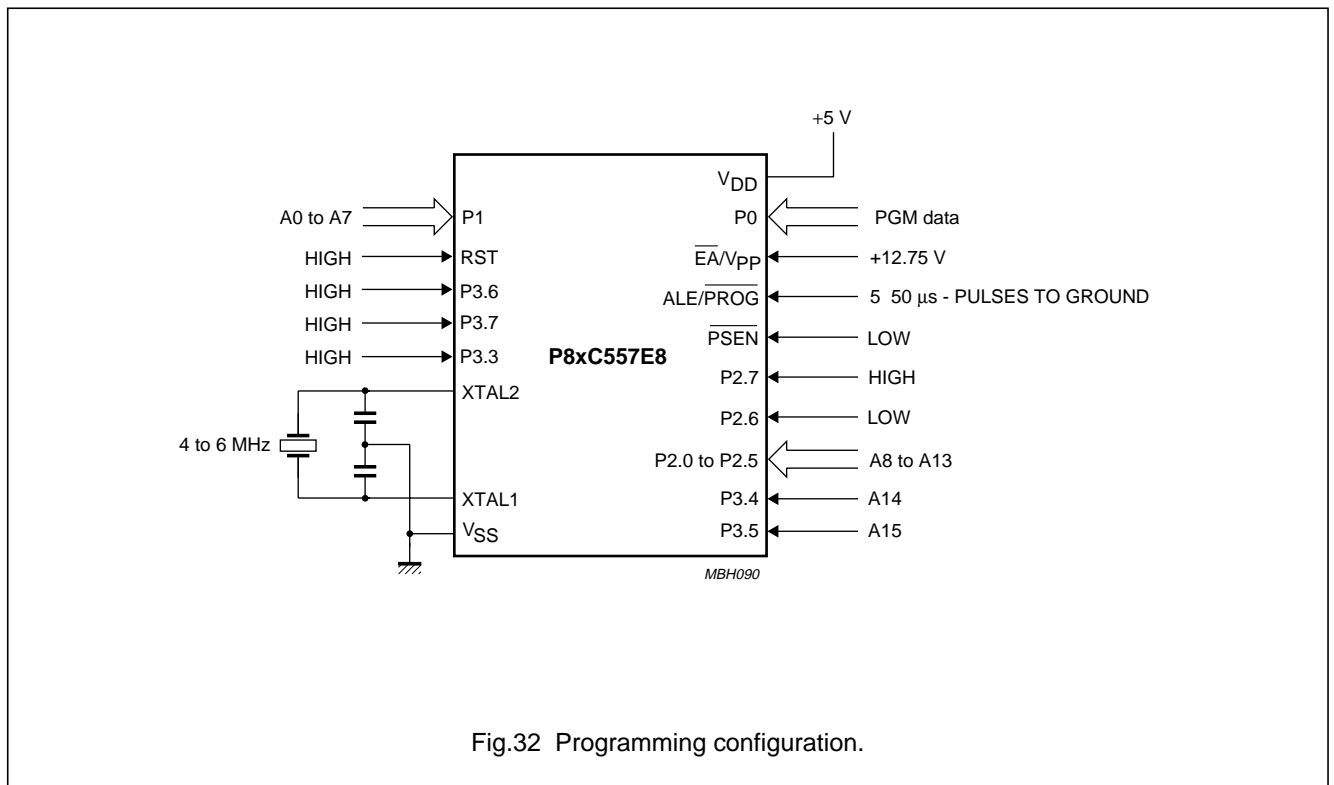 +5 V
VDD
A0 to A7
P1
P0
PGM data
HIGH
RST
EA/VPP
+12.75 V
HIGH
P3.6
ALE/PROG
5 50 µs - PULSES TO GROUND
HIGH
P3.7
PSEN
LOW
HIGH
P3.3
P8xC557E8
P2.7
HIGH
XTAL2
P2.6
LOW
4 to 6 MHz
P2.0 to P2.5
A8 to A13
XTAL1
P3.4
A14
VSS
P3.5
A15
MBH090
Fig.32 Programming configuration.